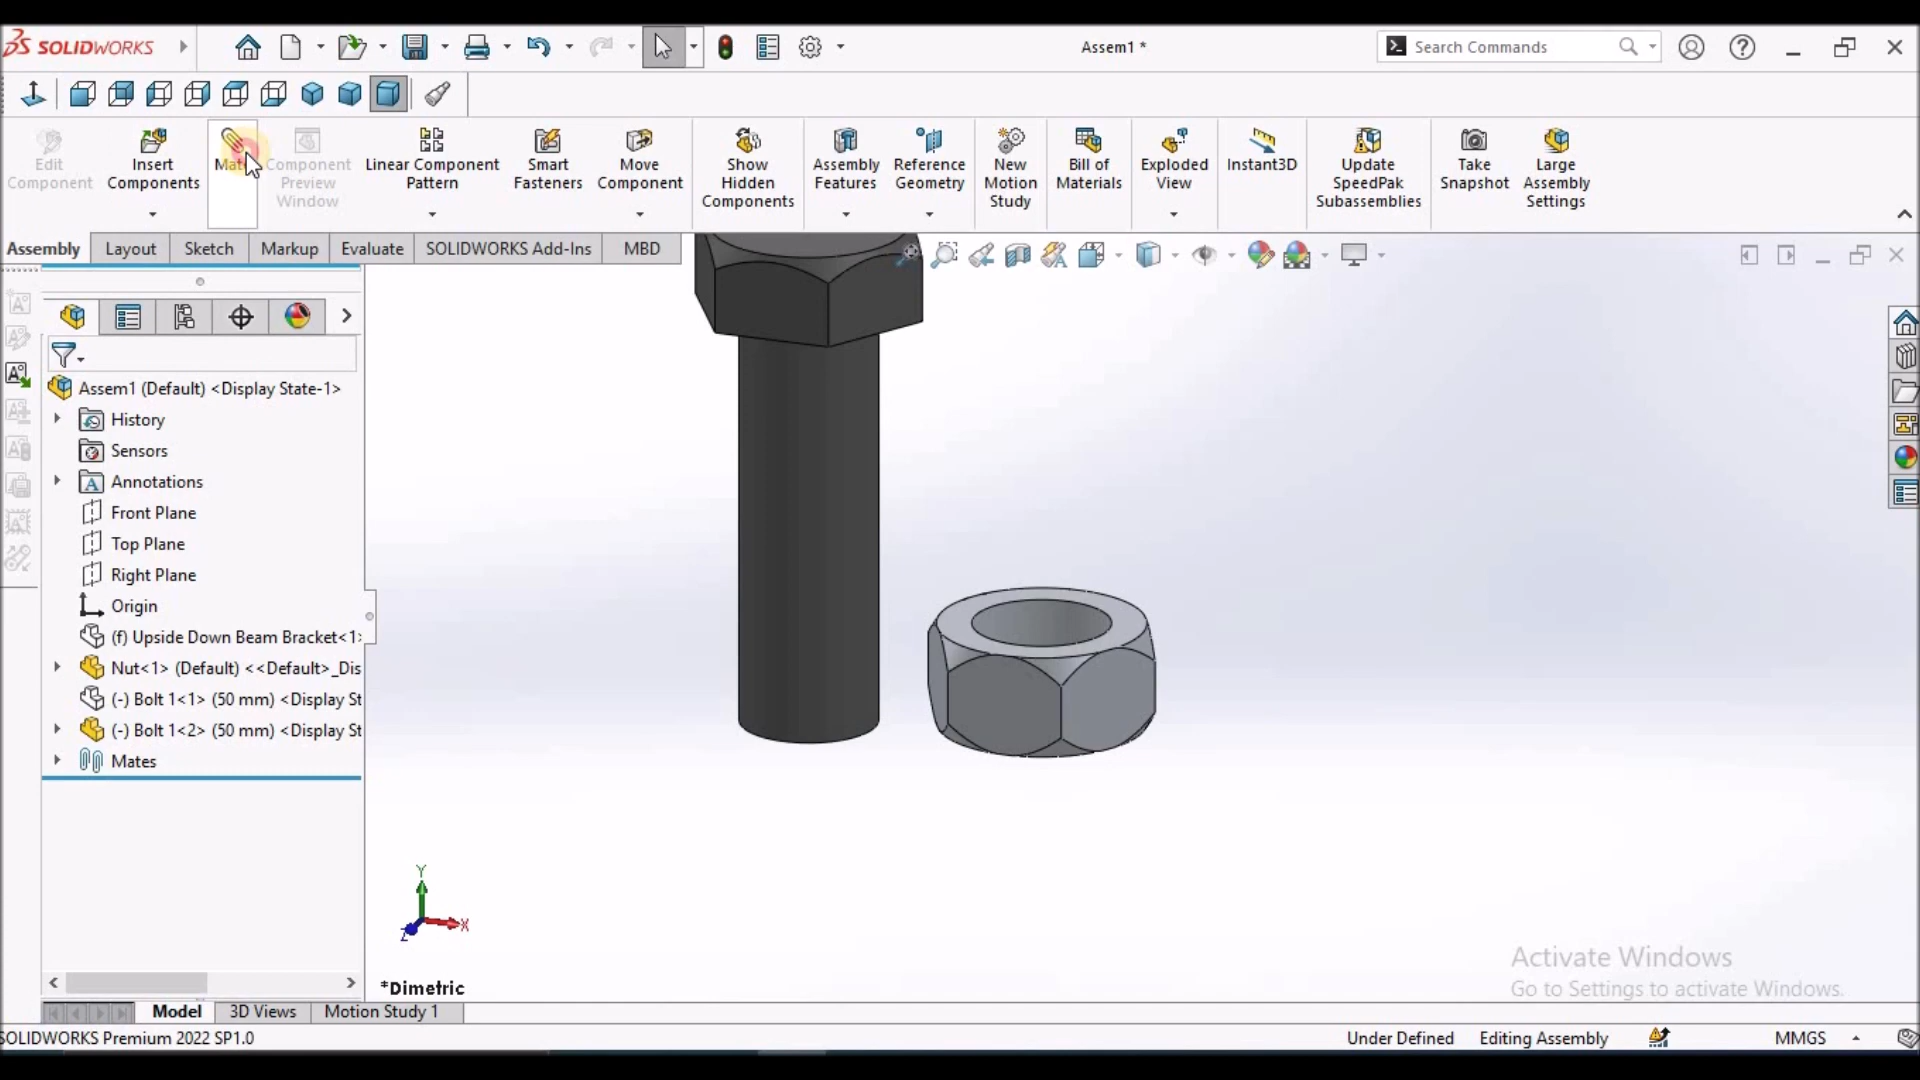 SOLIDWORKS
Assem1 *
Search Commands
Edit
Component
Insert
Components
Component
Preview
Window
Linear Component
Pattern
Smart
Fasteners
Move
Component
Show
Hidden
Components
Assembly
Features
Reference
Geometry
New
Motion
Study
Bill of
Materials
Exploded
View
Instant3D
Update
SpeedPak
Subassemblies
Take
Snapshot
Large
Assembly
Settings
Assembly
Layout
Sketch
Markup
Evaluate
SOLIDWORKS Add-Ins
MBD
Assem1 (Default) <Display State-1>
History
Sensors
Annotations
Front Plane
Top Plane
Right Plane
Origin
(f) Upside Down Beam Bracket<1>
Nut<1> (Default) <<Default>_Dis
(-) Bolt 1<1> (50 mm) <Display St
(-) Bolt 1<2> (50 mm) <Display St
Mates
Y
X
Z
*Dimetric
Activate Windows
Go to Settings to activate Windows.
Model
3D Views
Motion Study 1
SOLIDWORKS Premium 2022 SP1.0
Under Defined
Editing Assembly
MMGS